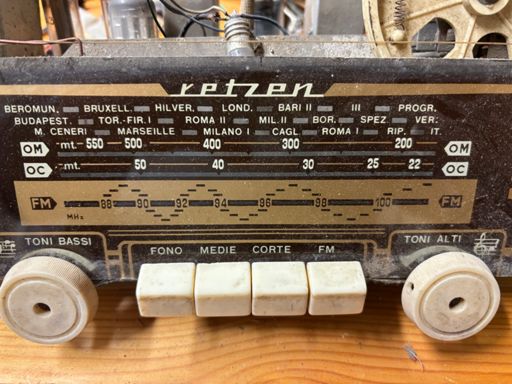 retzen
BEROMUN. BRUXELL. HILVER. LOND. BARI II III PROGR.
BUDAPEST. TOR.-FIR. I ROMA II MIL. II BOR. SPEZ. VER:
M. CENERI MARSEILLE MILANO I CAGL. ROMA I RIP. IT.
OM mt. 550 500 400 300 200 OM
OC mt. 50 40 30 25 22 OC
FM MHz 88 90 92 94 96 98 100 FM
TONI BASSI FONO MEDIE CORTE FM TONI ALTI